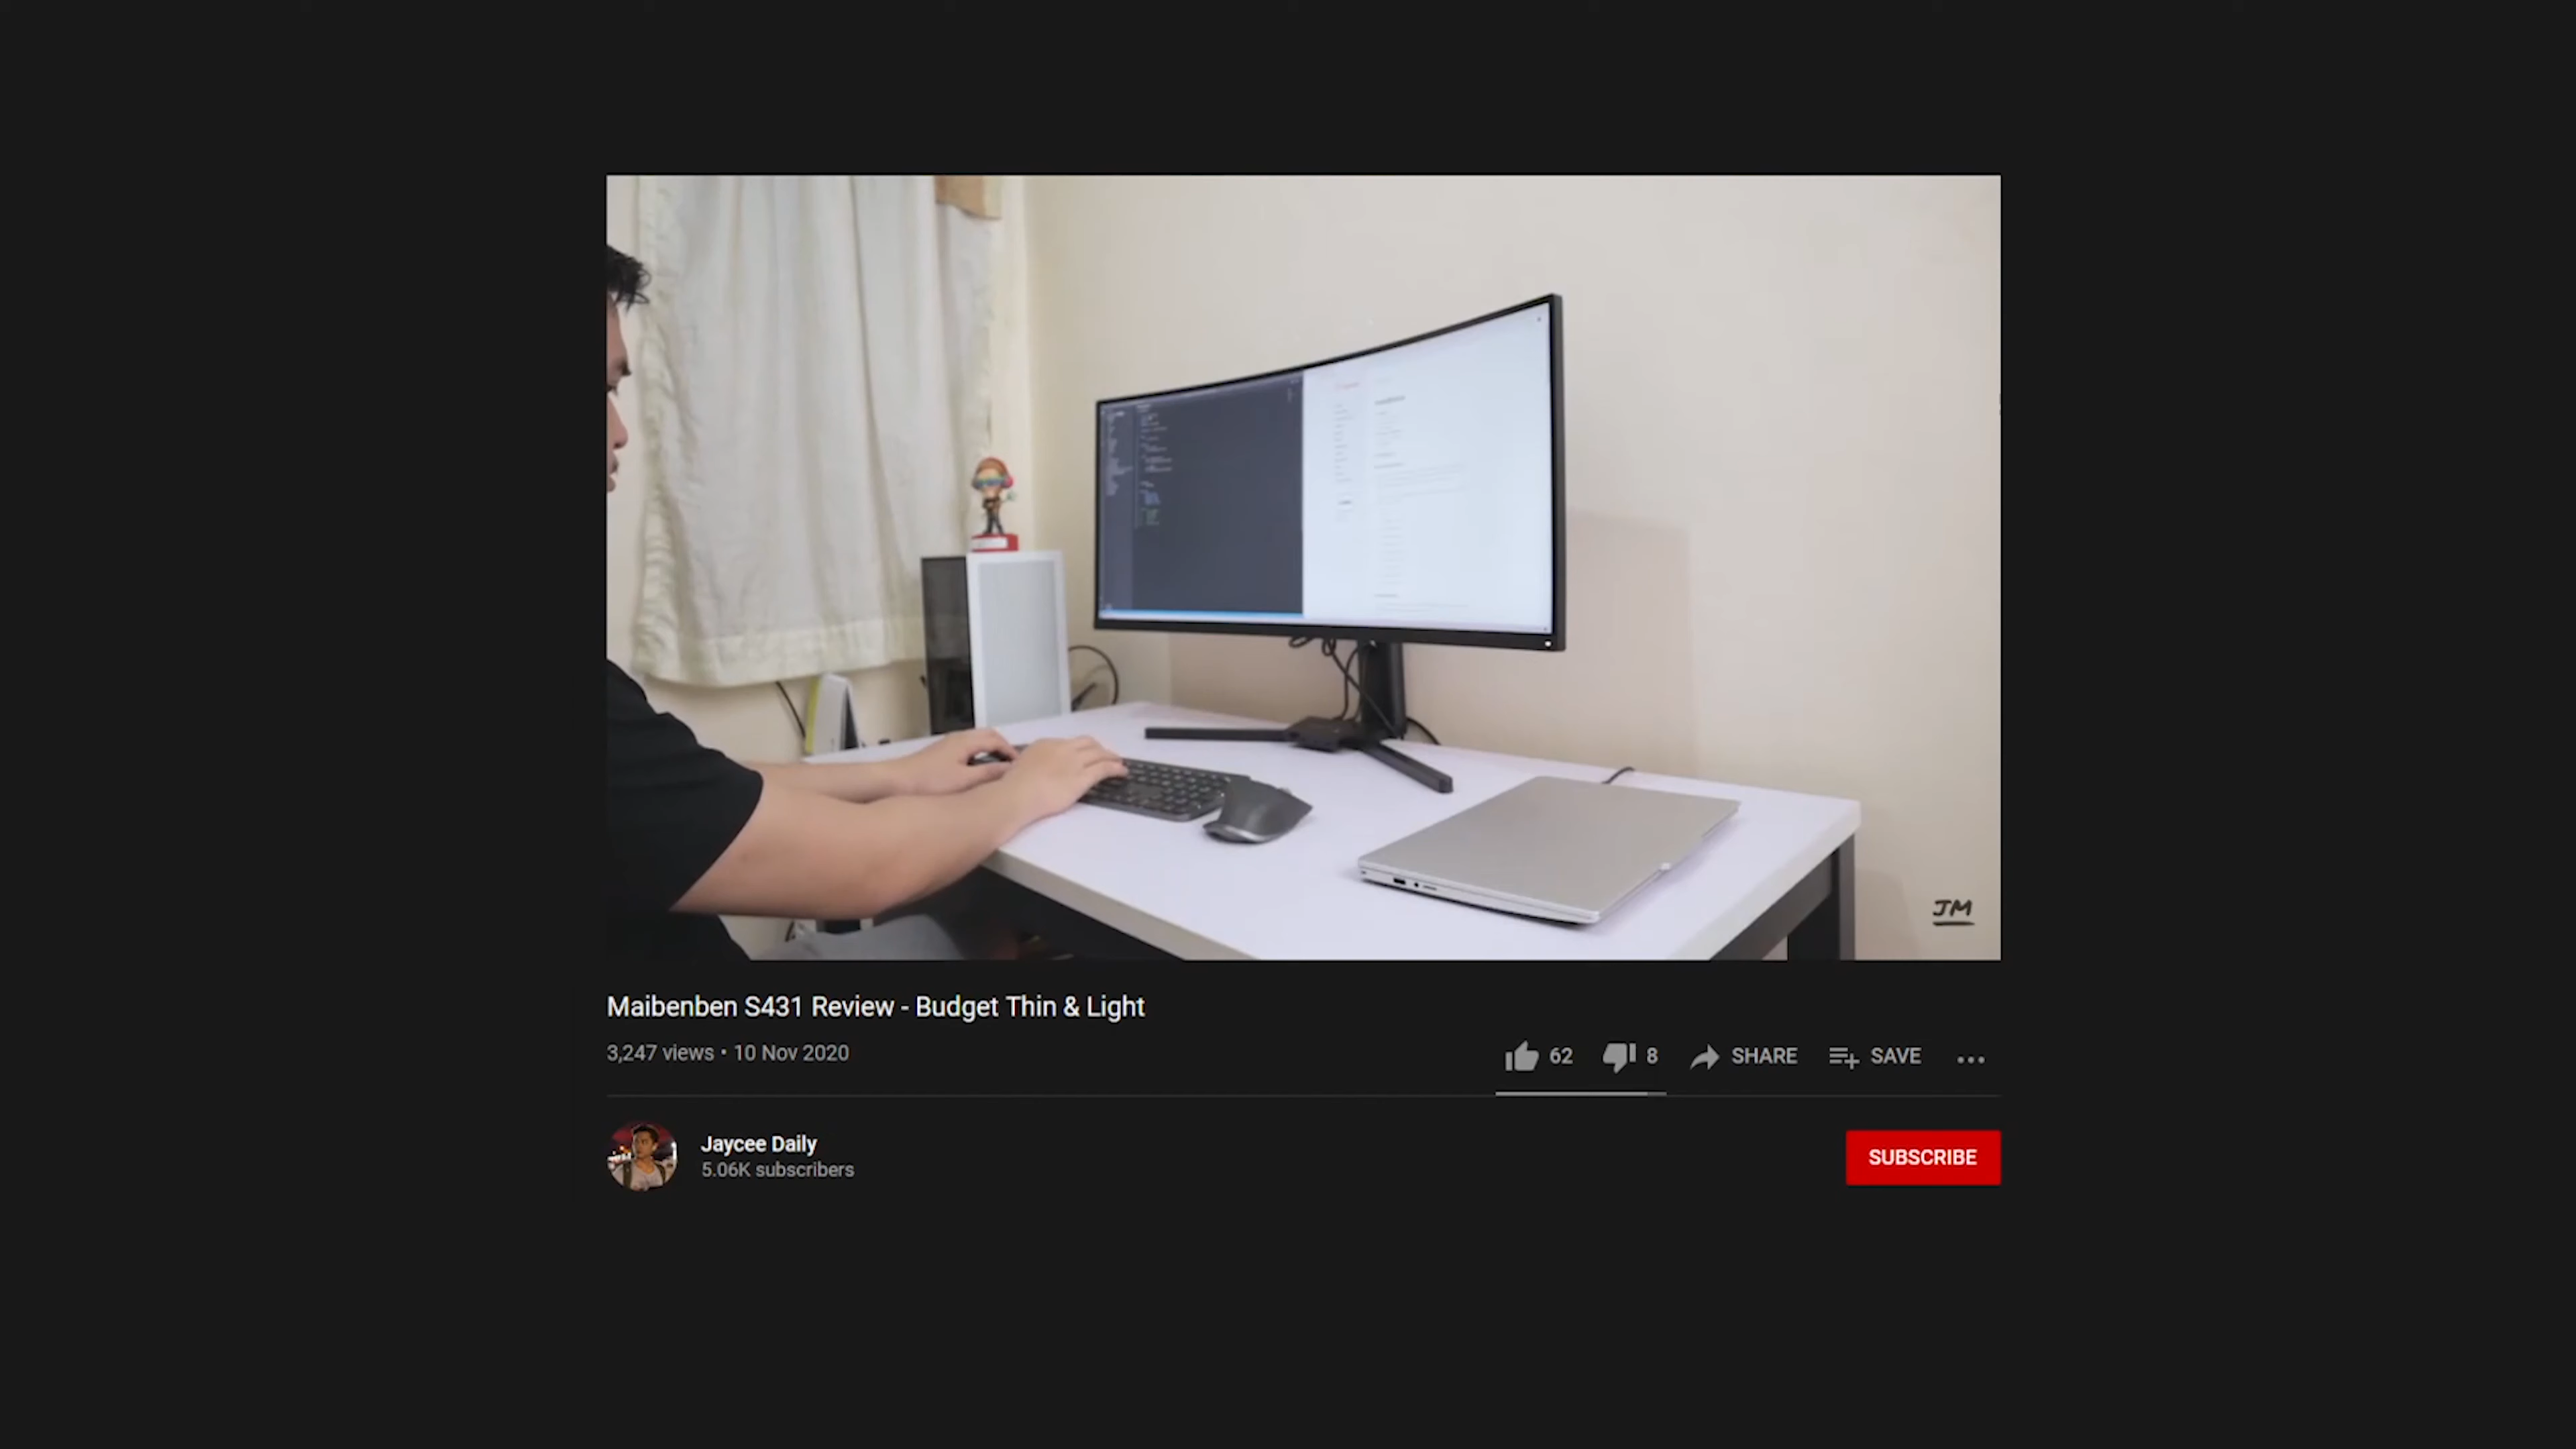 JM
Maibenben S431 Review - Budget Thin & Light
3,247 views • 10 Nov 2020
62 8 SHARE SAVE
Jaycee Daily
5.06K subscribers
SUBSCRIBE